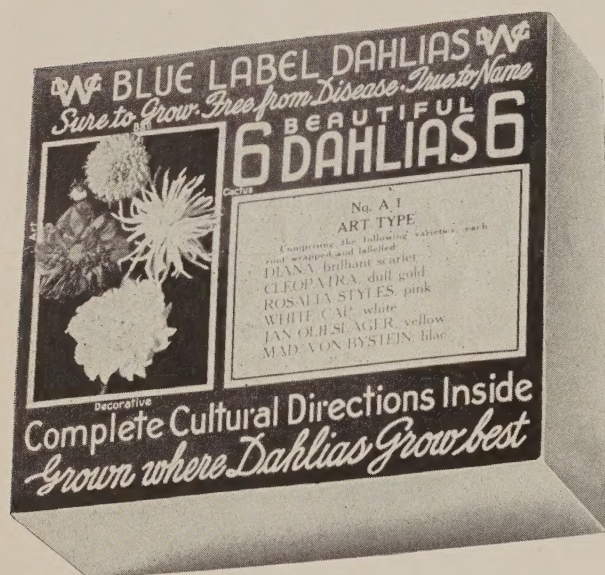 BLUE LABEL DAHLIAS
Sure to Grow. Free from Disease. True to Name
Ball
Cactus
Art
Decorative
6 BEAUTIFUL DAHLIAS 6
No. A 1
ART TYPE
Comprising the following varieties, each
root wrapped and labelled:
DIANA, brilliant scarlet
CLEOPATRA, dull gold
ROSALIA STYLES, pink
WHITE CAP, white
JAN OLIESLAGER, yellow
MAD. VON BYSTEIN, lilac
Complete Cultural Directions Inside
Grown where Dahlias Grow best